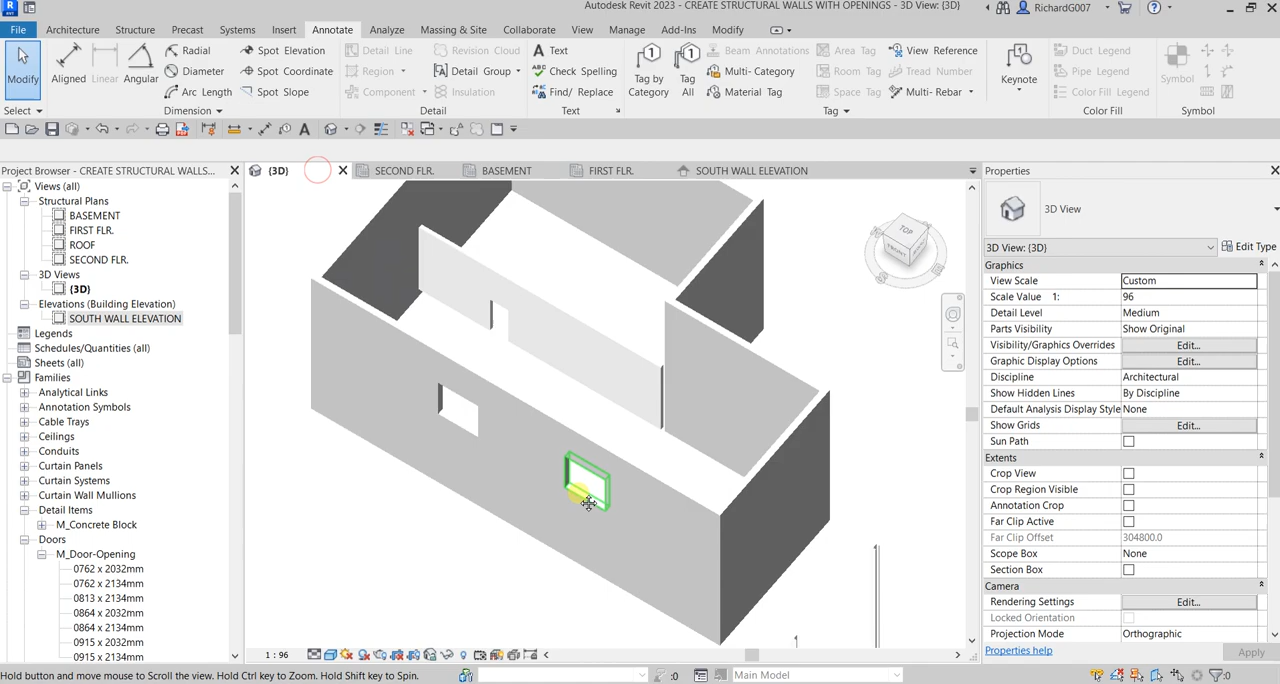 Autodesk Revit 2023 - CREATE STRUCTURAL WALLS WITH OPENINGS - 3D View: {3D}
RichardG007
File Architecture Structure Precast Systems Insert Annotate Analyze Massing & Site Collaborate View Manage Add-Ins Modify
Modify
Aligned Linear Angular
Radial
Diameter
Arc Length
Spot Elevation
Spot Coordinate
Spot Slope
Detail Line
Region
Component
Revision Cloud
Detail Group
Insulation
Text
Check Spelling
Find/ Replace
Tag by Category
Tag All
Beam Annotations
Multi- Category
Material Tag
Area Tag
Room Tag
Space Tag
View Reference
Tread Number
Multi- Rebar
Keynote
Duct Legend
Pipe Legend
Color Fill Legend
Symbol
Select Dimension Detail Text Tag Color Fill Symbol
Project Browser - CREATE STRUCTURAL WALLS...
{3D} SECOND FLR. BASEMENT FIRST FLR. SOUTH WALL ELEVATION
Views (all)
Structural Plans
BASEMENT
FIRST FLR.
ROOF
SECOND FLR.
3D Views
{3D}
Elevations (Building Elevation)
SOUTH WALL ELEVATION
Legends
Schedules/Quantities (all)
Sheets (all)
Families
Analytical Links
Annotation Symbols
Cable Trays
Ceilings
Conduits
Curtain Panels
Curtain Systems
Curtain Wall Mullions
Detail Items
M_Concrete Block
Doors
M_Door-Opening
0762 x 2032mm
0762 x 2134mm
0813 x 2134mm
0864 x 2032mm
0864 x 2134mm
0915 x 2032mm
0915 x 2134mm
TOP
FRONT
Properties
3D View
3D View: {3D} Edit Type
Graphics
View Scale Custom
Scale Value 1: 96
Detail Level Medium
Parts Visibility Show Original
Visibility/Graphics Overrides Edit...
Graphic Display Options Edit...
Discipline Architectural
Show Hidden Lines By Discipline
Default Analysis Display Style None
Show Grids Edit...
Sun Path
Extents
Crop View
Crop Region Visible
Annotation Crop
Far Clip Active
Far Clip Offset 304800.0
Scope Box None
Section Box
Camera
Rendering Settings Edit...
Locked Orientation
Projection Mode Orthographic
Properties help Apply
1 : 96
Hold button and move mouse to Scroll the view. Hold Ctrl key to Zoom. Hold Shift key to Spin.
:0
Main Model
:0